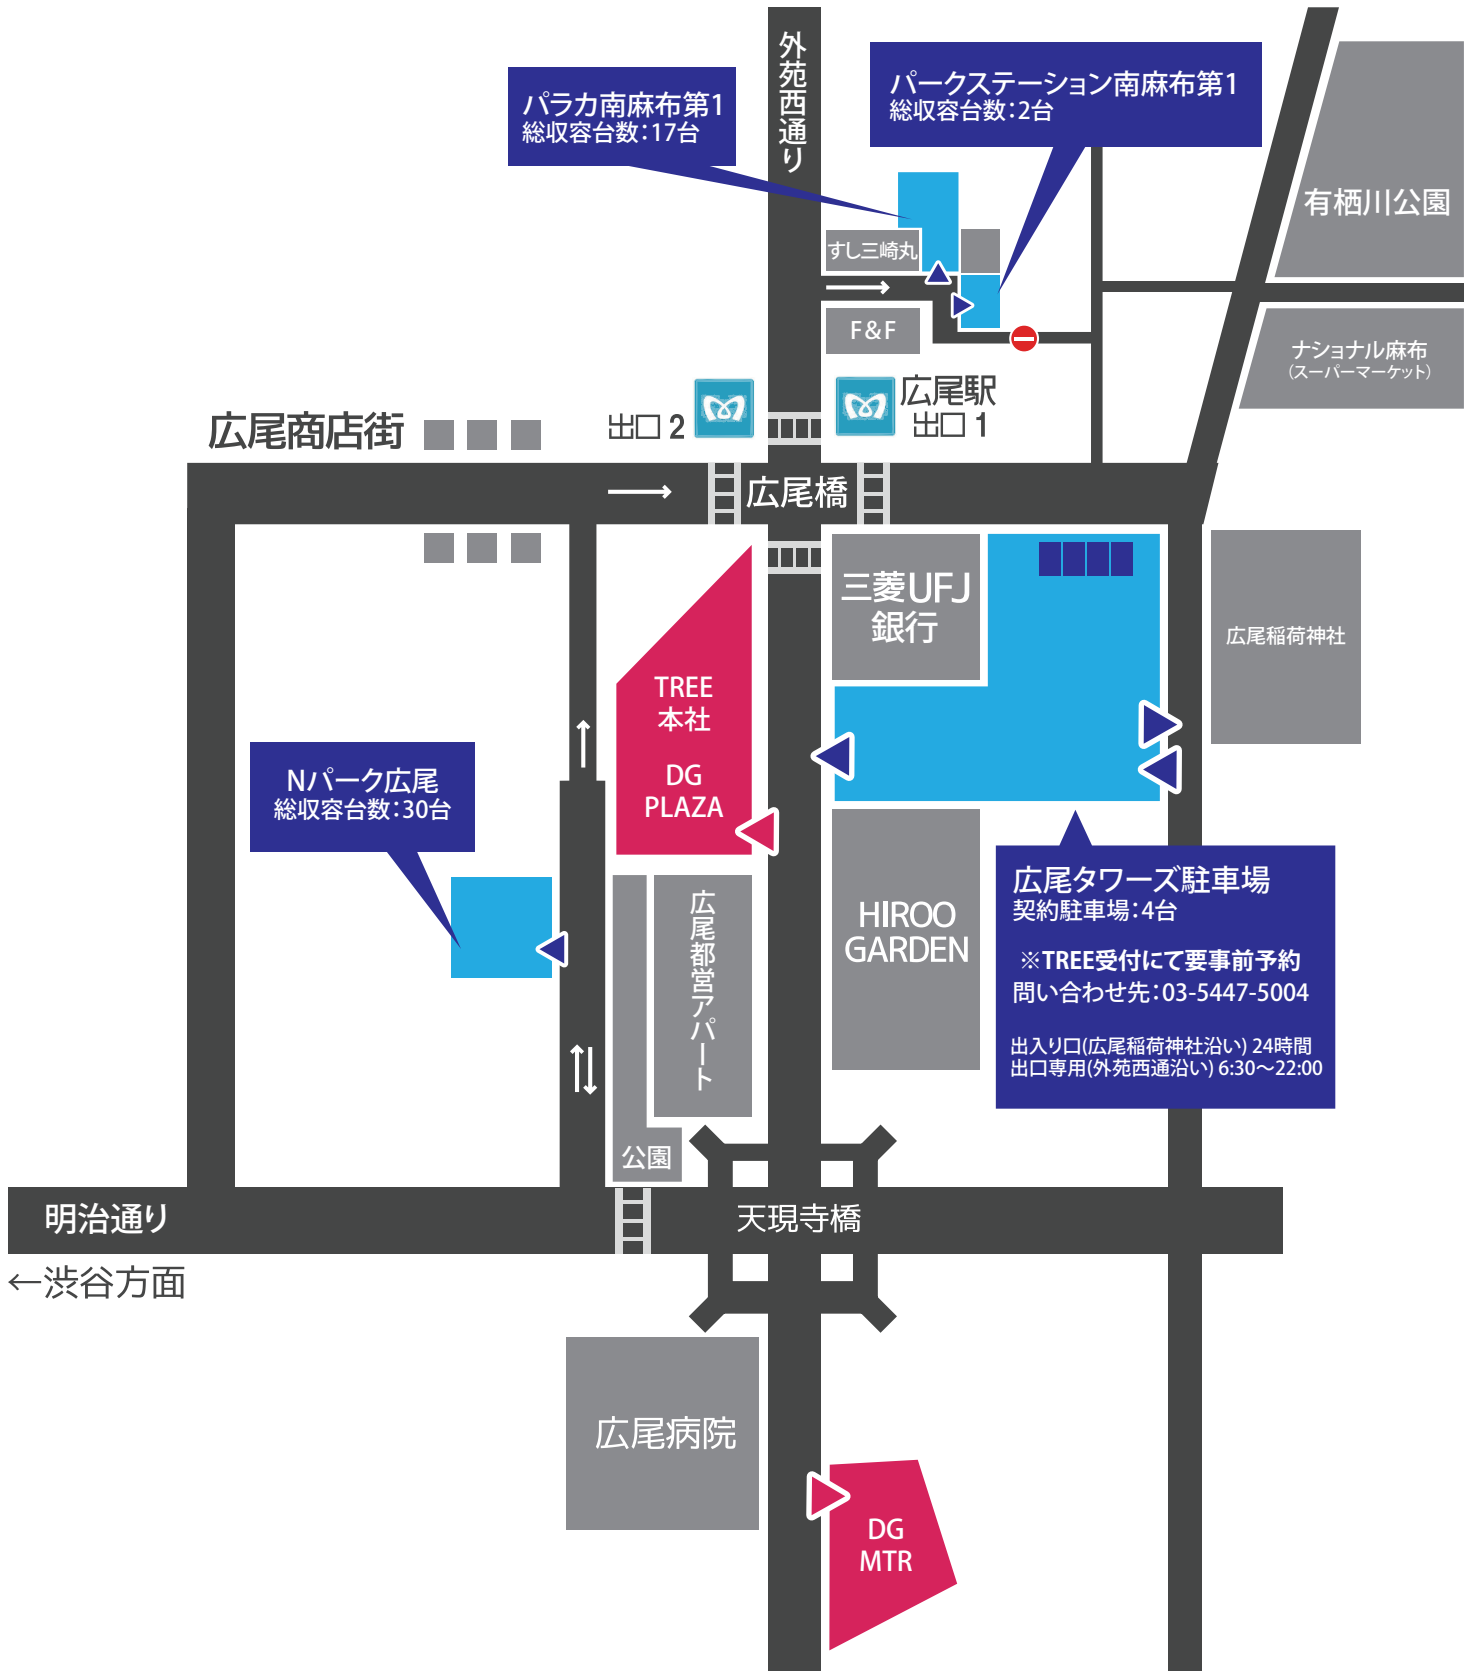 外苑西通り
パラカ南麻布第1
総収容台数：17台
パークステーション南麻布第1
総収容台数：2台
有栖川公園
すし三崎丸
F&F
ナショナル麻布
（スーパーマーケット）
広尾駅
出口 1
出口 2
広尾商店街
広尾橋
三菱UFJ
銀行
広尾稲荷神社
TREE
本社
DG
PLAZA
Nパーク広尾
総収容台数：30台
広尾都営アパート
HIROO
GARDEN
広尾タワーズ駐車場
契約駐車場：4台
※TREE受付にて要事前予約
問い合わせ先：03-5447-5004
出入り口(広尾稲荷神社沿い) 24時間
出口専用(外苑西通沿い) 6:30〜22:00
公園
明治通り
天現寺橋
←渋谷方面
広尾病院
DG
MTR